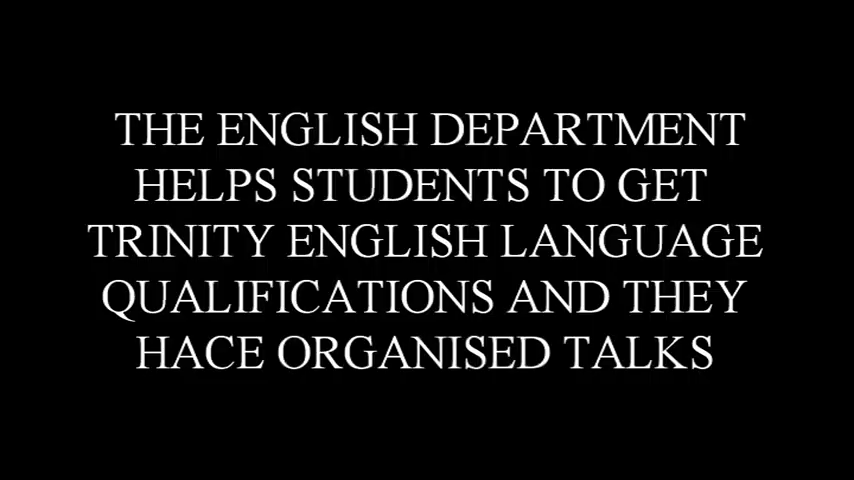 THE ENGLISH DEPARTMENT
HELPS STUDENTS TO GET
TRINITY ENGLISH LANGUAGE
QUALIFICATIONS AND THEY
HACE ORGANISED TALKS